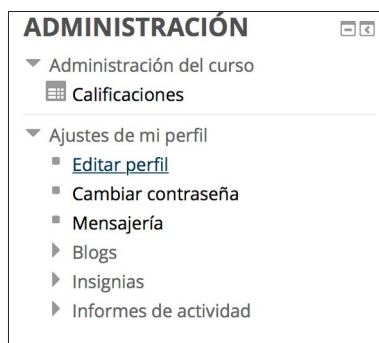 ADMINISTRACIÓN
Administración del curso
Calificaciones
Ajustes de mi perfil
Editar perfil
Cambiar contraseña
Mensajería
Blogs
Insignias
Informes de actividad